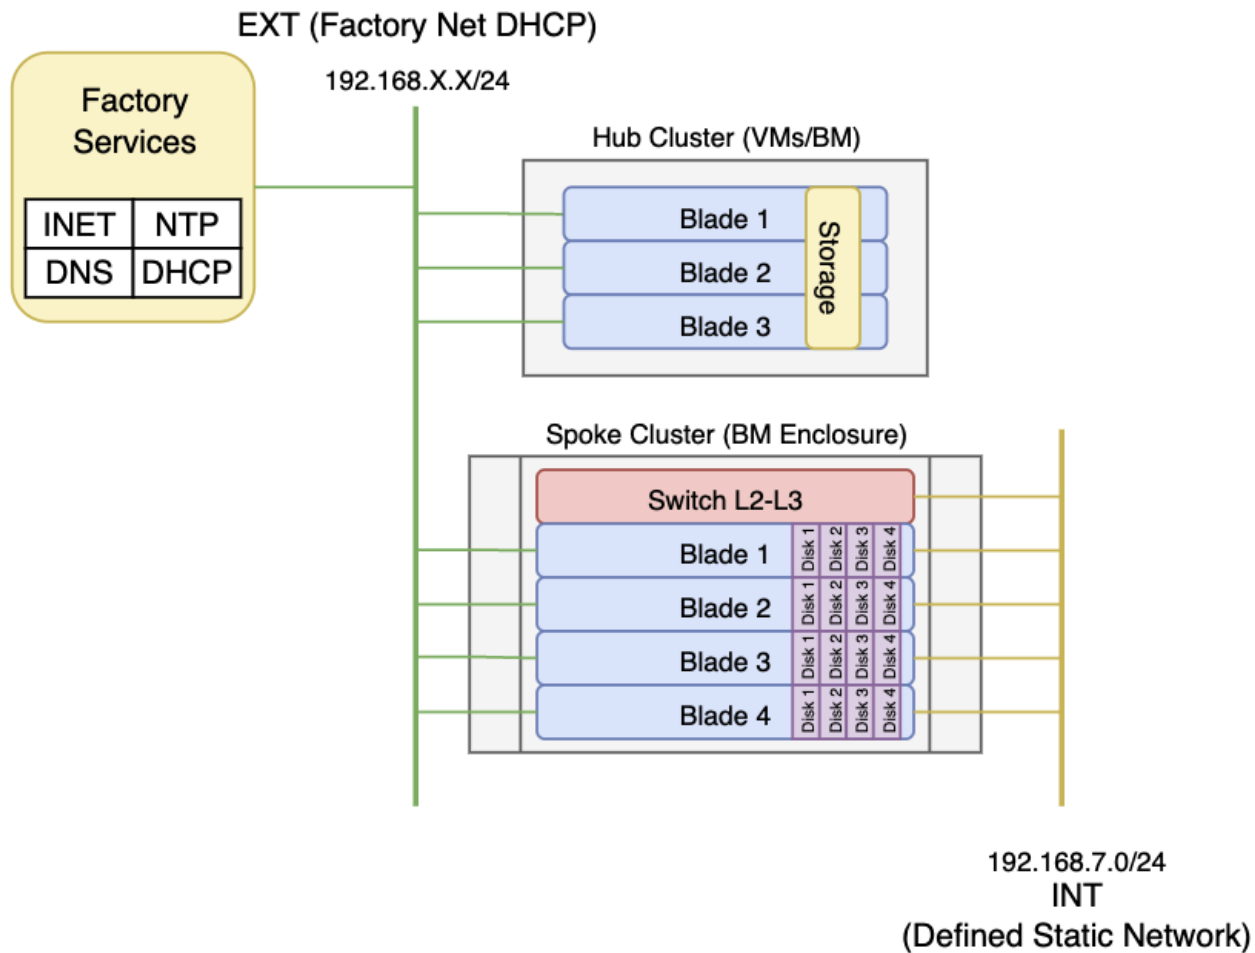 EXT (Factory Net DHCP)
192.168.X.X/24
Factory
Services
INET NTP
DNS DHCP
Hub Cluster (VMs/BM)
Blade 1
Blade 2
Blade 3
Storage
Spoke Cluster (BM Enclosure)
Switch L2-L3
Blade 1 Disk 1 Disk 2 Disk 3 Disk 4
Blade 2 Disk 1 Disk 2 Disk 3 Disk 4
Blade 3 Disk 1 Disk 2 Disk 3 Disk 4
Blade 4 Disk 1 Disk 2 Disk 3 Disk 4
192.168.7.0/24
INT
(Defined Static Network)